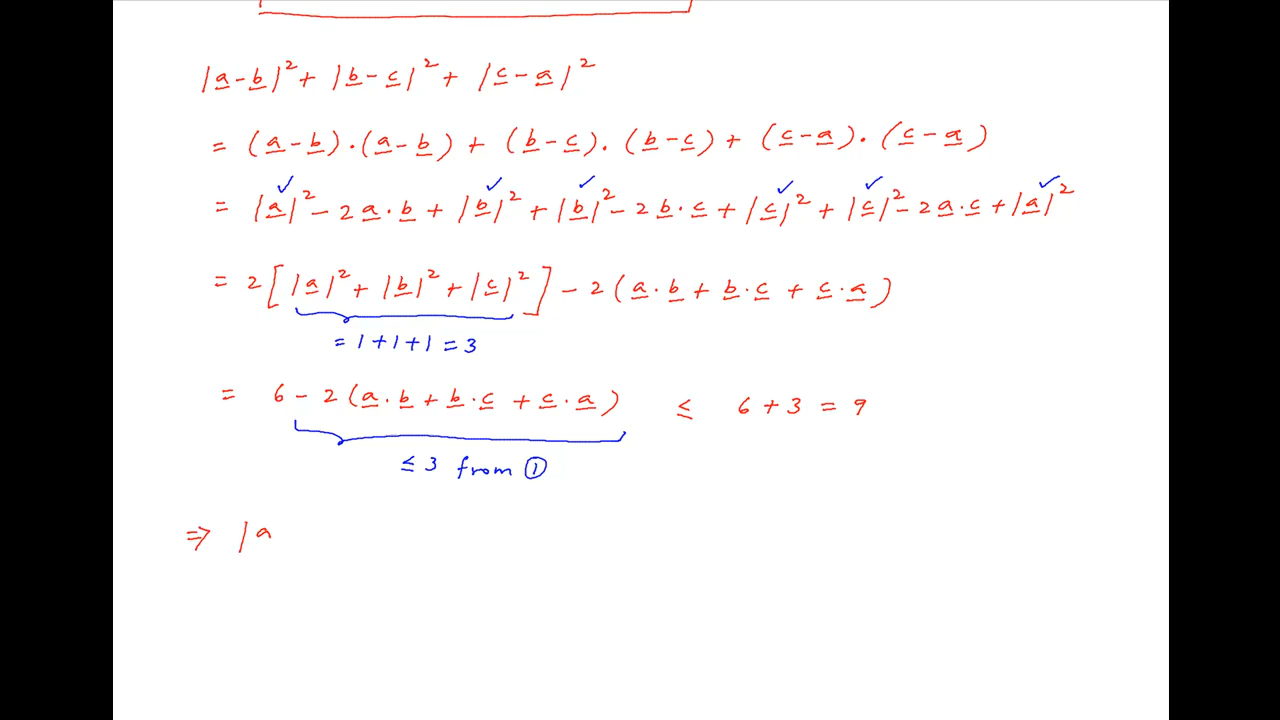 |a-b|² + |b-c|² + |c-a|²
= (a-b)·(a-b) + (b-c)·(b-c) + (c-a)·(c-a)
= |a|² - 2a·b + |b|² + |b|² - 2b·c + |c|² + |c|² - 2a·c + |a|²
= 2[|a|² + |b|² + |c|²] - 2(a·b + b·c + c·a)
= 1+1+1 = 3
= 6 - 2(a·b + b·c + c·a) ≤ 6+3 = 9
≤ 3 from ①
⇒ |a